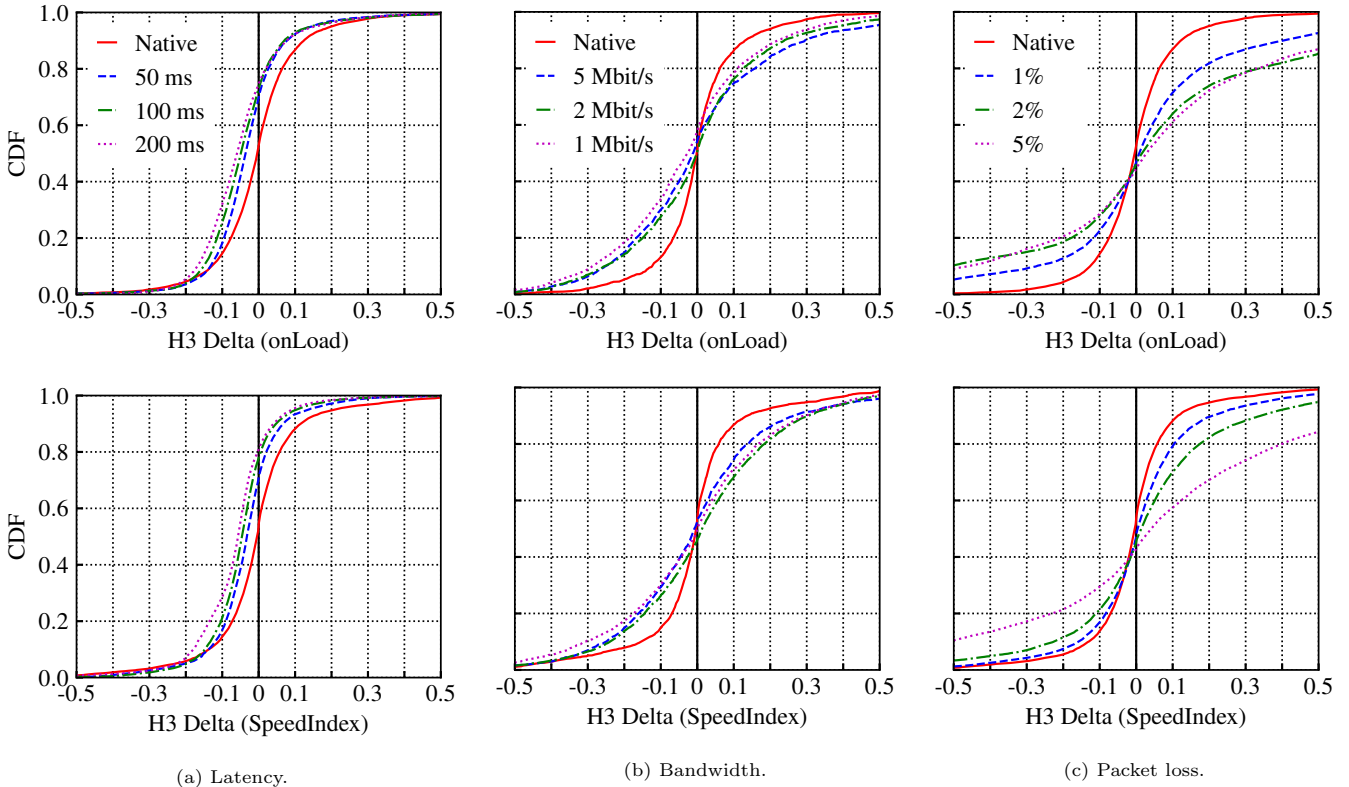 1.0
0.8
0.6
0.4
0.2
0.0
CDF
Native
50 ms
100 ms
200 ms
-0.5 -0.3 -0.1 0 0.1 0.3 0.5
H3 Delta (onLoad)
Native
5 Mbit/s
2 Mbit/s
1 Mbit/s
-0.5 -0.3 -0.1 0 0.1 0.3 0.5
H3 Delta (onLoad)
Native
1%
2%
5%
-0.5 -0.3 -0.1 0 0.1 0.3 0.5
H3 Delta (onLoad)
1.0
0.8
0.6
0.4
0.2
0.0
CDF
-0.5 -0.3 -0.1 0 0.1 0.3 0.5
H3 Delta (SpeedIndex)
(a) Latency.
-0.5 -0.3 -0.1 0 0.1 0.3 0.5
H3 Delta (SpeedIndex)
(b) Bandwidth.
-0.5 -0.3 -0.1 0 0.1 0.3 0.5
H3 Delta (SpeedIndex)
(c) Packet loss.